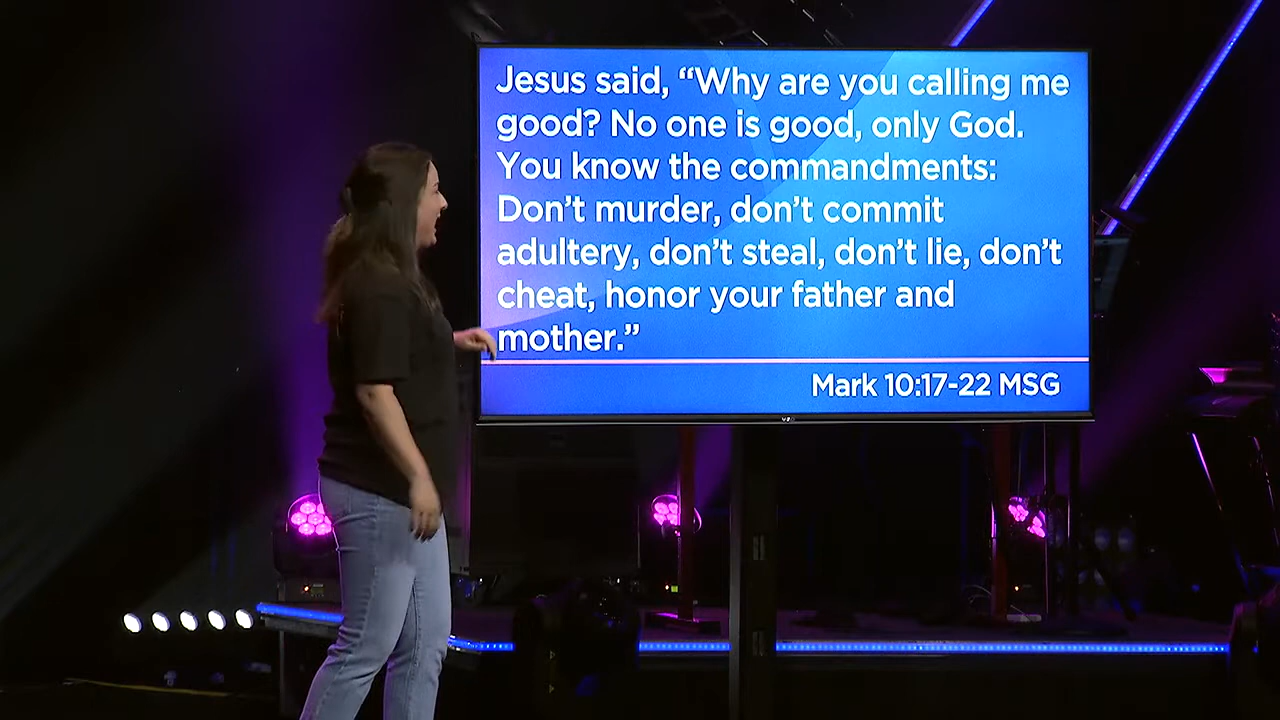 Jesus said, “Why are you calling me
good? No one is good, only God.
You know the commandments:
Don’t murder, don’t commit
adultery, don’t steal, don’t lie, don’t
cheat, honor your father and
mother.”
Mark 10:17-22 MSG